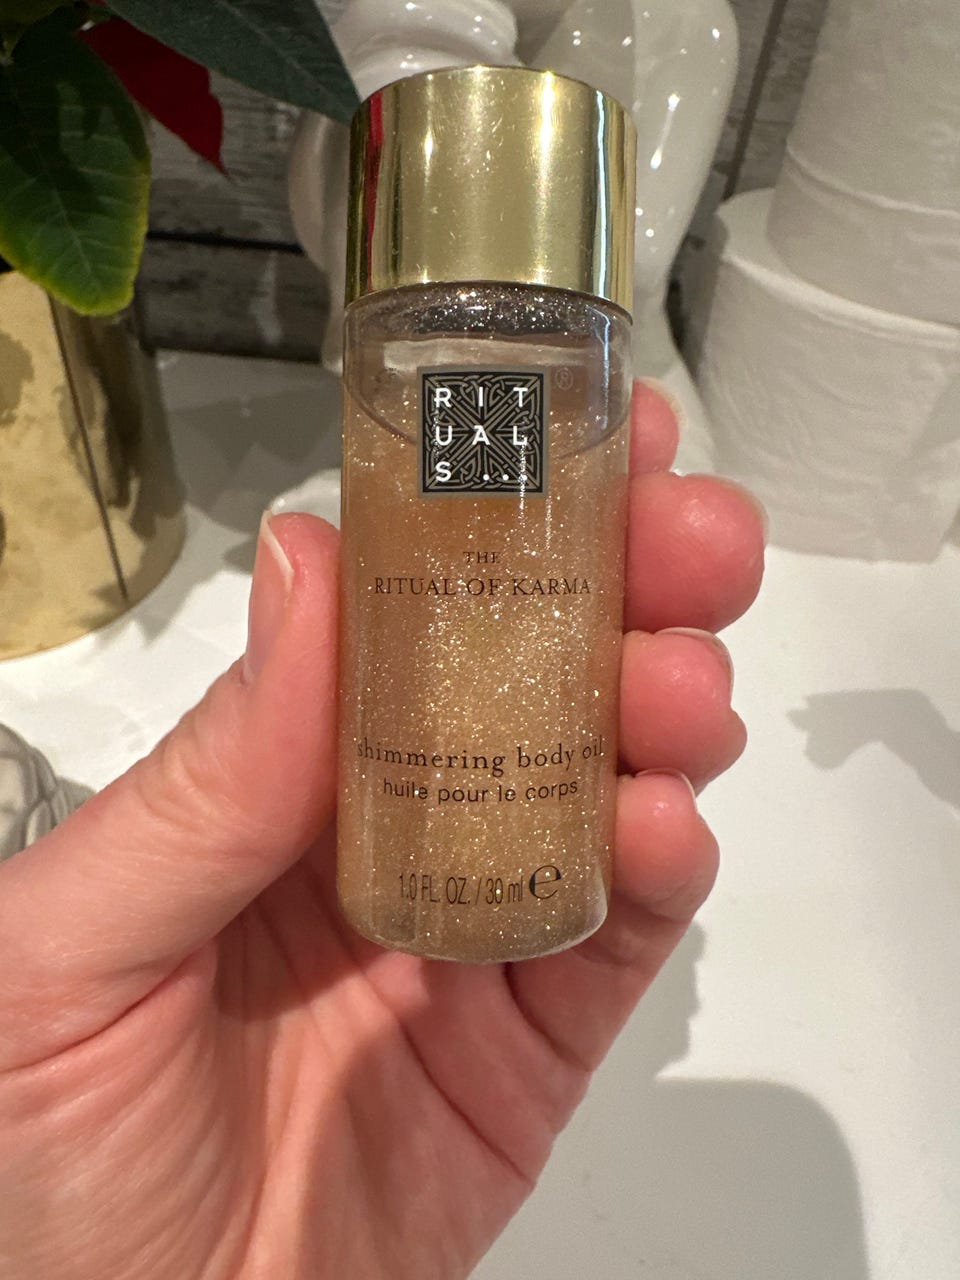 RIT
UAL
S...
®
THE
RITUAL OF KARMA
shimmering body oil
huile pour le corps
1.0 FL. OZ. / 30 ml ℮